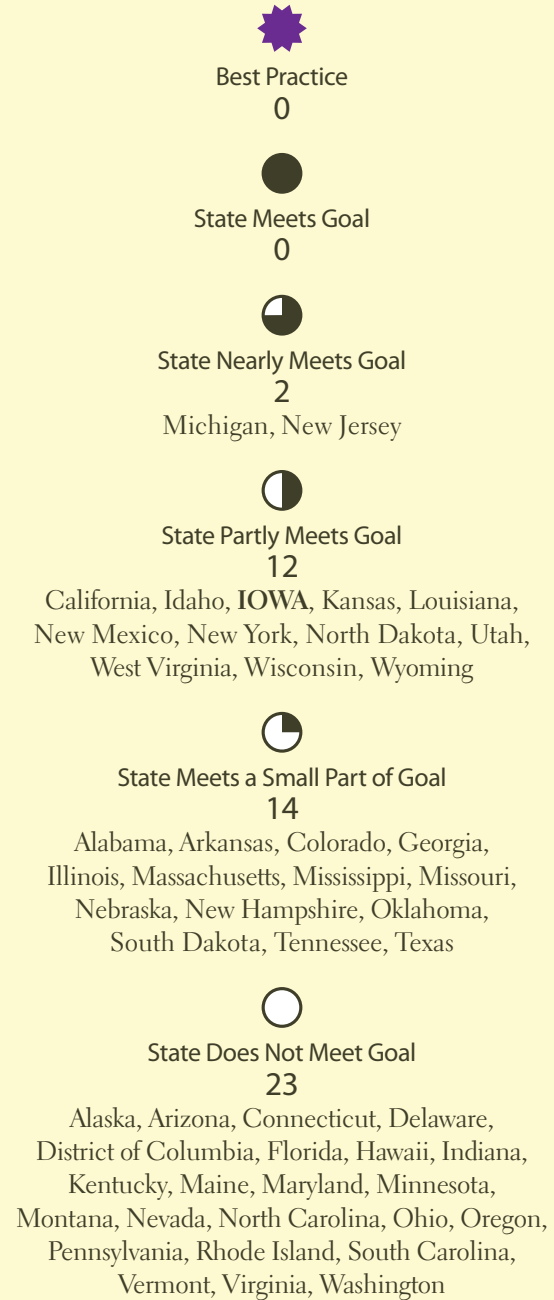 Best Practice
0
State Meets Goal
0
State Nearly Meets Goal
2
Michigan, New Jersey
State Partly Meets Goal
12
California, Idaho, IOWA, Kansas, Louisiana,
New Mexico, New York, North Dakota, Utah,
West Virginia, Wisconsin, Wyoming
State Meets a Small Part of Goal
14
Alabama, Arkansas, Colorado, Georgia,
Illinois, Massachusetts, Mississippi, Missouri,
Nebraska, New Hampshire, Oklahoma,
South Dakota, Tennessee, Texas
State Does Not Meet Goal
23
Alaska, Arizona, Connecticut, Delaware,
District of Columbia, Florida, Hawaii, Indiana,
Kentucky, Maine, Maryland, Minnesota,
Montana, Nevada, North Carolina, Ohio, Oregon,
Pennsylvania, Rhode Island, South Carolina,
Vermont, Virginia, Washington